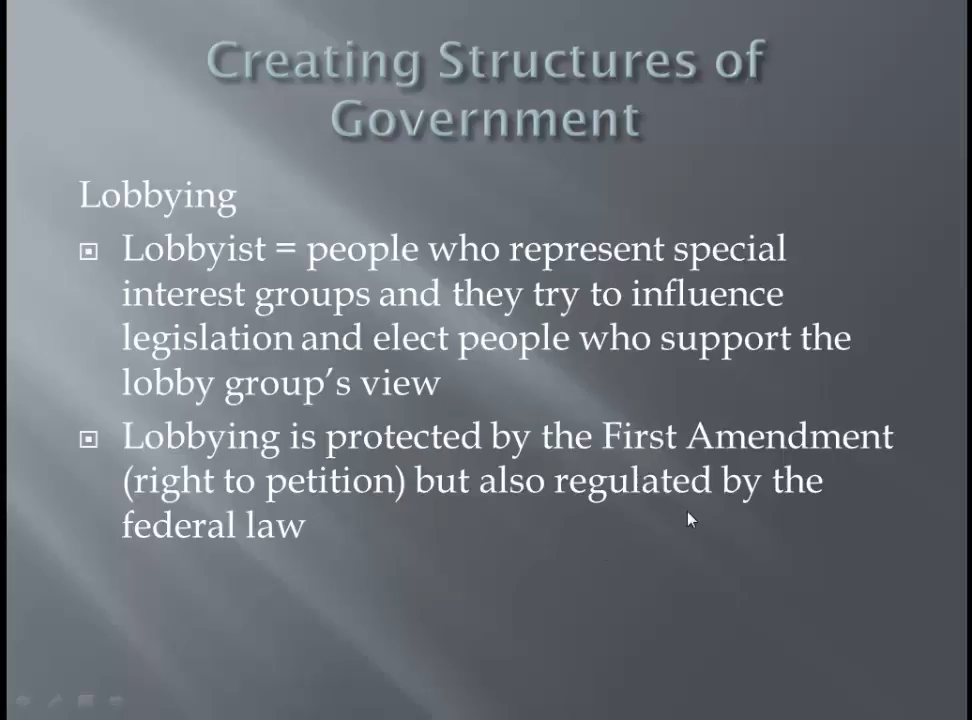 Creating Structures of
Government
Lobbying
Lobbyist = people who represent special
interest groups and they try to influence
legislation and elect people who support the
lobby group’s view
Lobbying is protected by the First Amendment
(right to petition) but also regulated by the
federal law